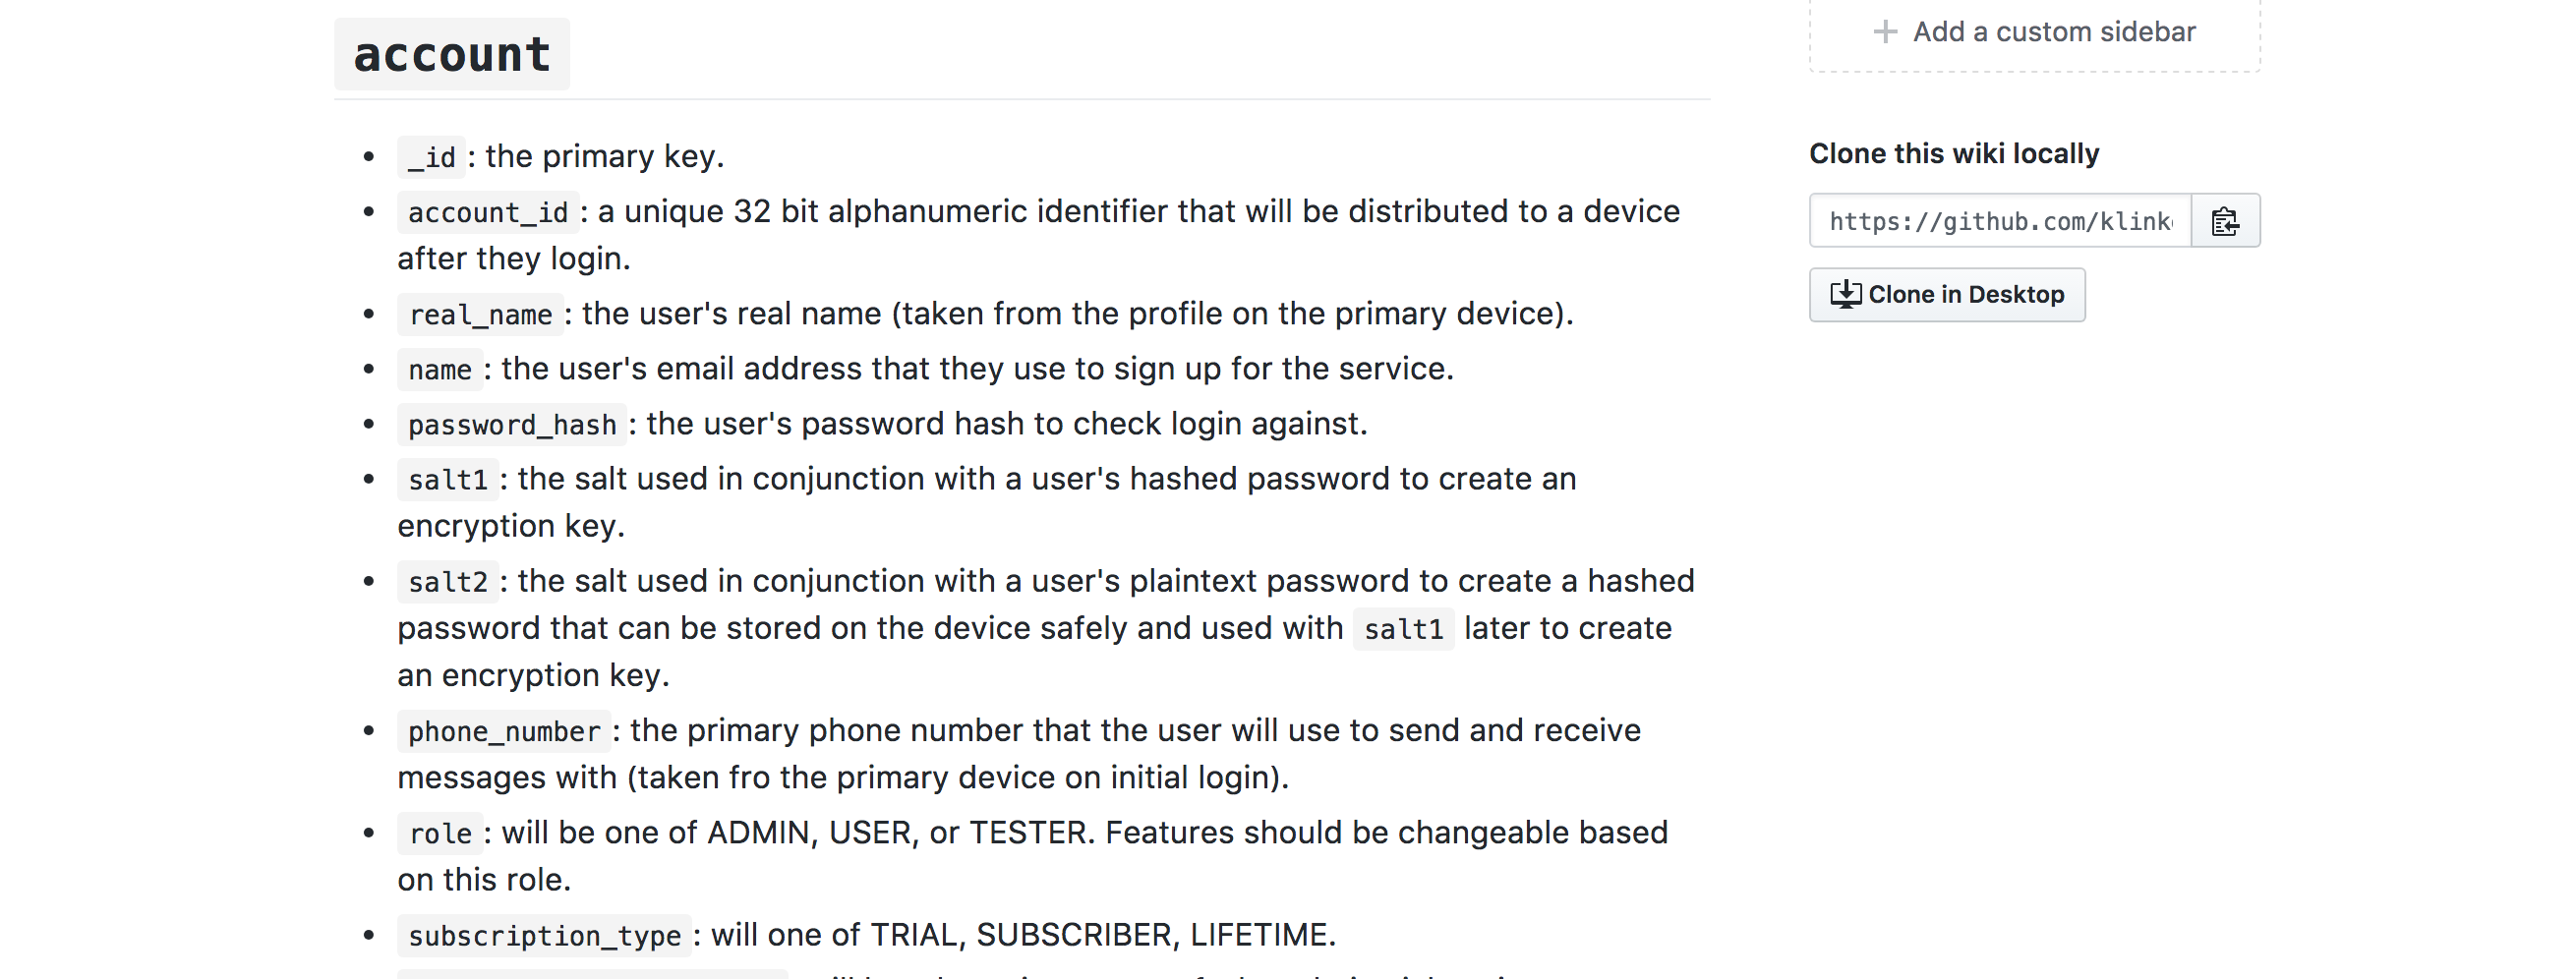 account
_id: the primary key.
account_id: a unique 32 bit alphanumeric identifier that will be distributed to a device
after they login.
real_name: the user's real name (taken from the profile on the primary device).
name: the user's email address that they use to sign up for the service.
password_hash: the user's password hash to check login against.
salt1: the salt used in conjunction with a user's hashed password to create an
encryption key.
salt2: the salt used in conjunction with a user's plaintext password to create a hashed
password that can be stored on the device safely and used with salt1 later to create
an encryption key.
phone_number: the primary phone number that the user will use to send and receive
messages with (taken fro the primary device on initial login).
role: will be one of ADMIN, USER, or TESTER. Features should be changeable based
on this role.
subscription_type: will one of TRIAL, SUBSCRIBER, LIFETIME.
Add a custom sidebar
Clone this wiki locally
https://github.com/klink
Clone in Desktop